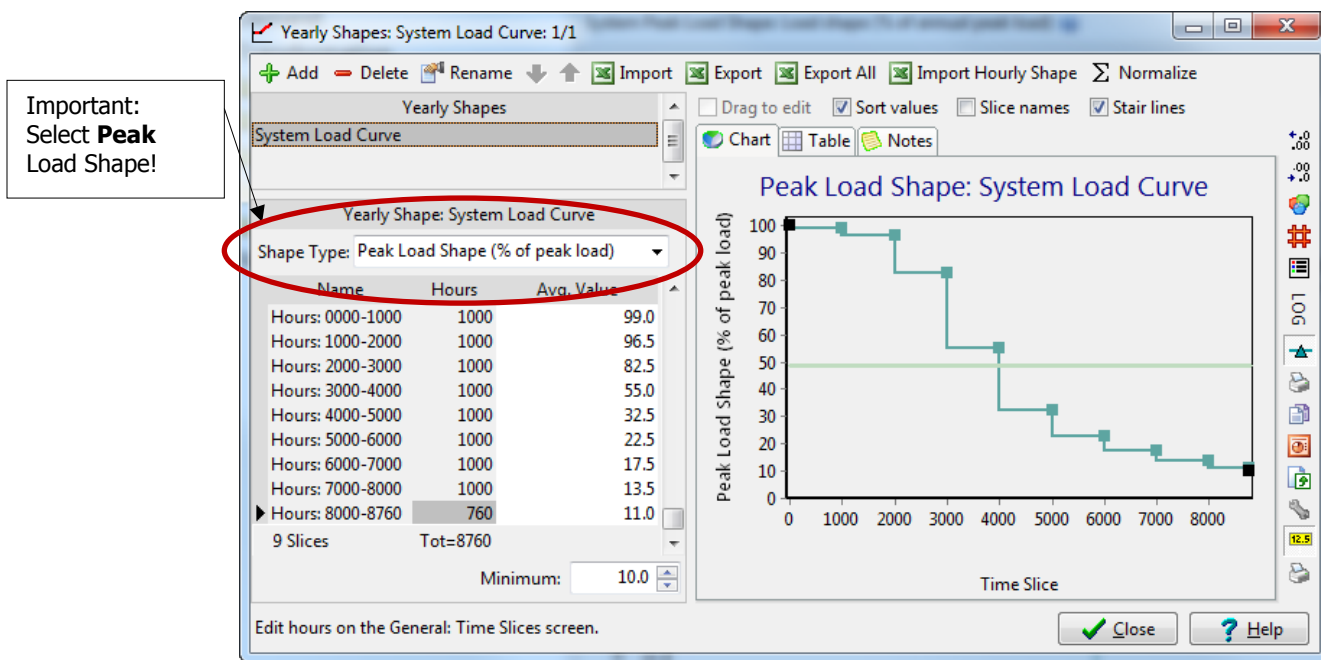 Yearly Shapes: System Load Curve: 1/1
Add Delete Rename Import Export Export All Import Hourly Shape Σ Normalize
Important:
Select Peak
Load Shape!
Yearly Shapes
System Load Curve
Drag to edit Sort values Slice names Stair lines
Chart Table Notes
Yearly Shape: System Load Curve
Shape Type: Peak Load Shape (% of peak load)
Name Hours Avg. Value
Hours: 0000-1000 1000 99.0
Hours: 1000-2000 1000 96.5
Hours: 2000-3000 1000 82.5
Hours: 3000-4000 1000 55.0
Hours: 4000-5000 1000 32.5
Hours: 5000-6000 1000 22.5
Hours: 6000-7000 1000 17.5
Hours: 7000-8000 1000 13.5
Hours: 8000-8760 760 11.0
9 Slices Tot=8760
Minimum: 10.0
Peak Load Shape: System Load Curve
Peak Load Shape (% of peak load)
100
90
80
70
60
50
40
30
20
10
0
0 1000 2000 3000 4000 5000 6000 7000 8000
Time Slice
.0
.00
.00
.0
LOG
12.5
Edit hours on the General: Time Slices screen.
Close Help